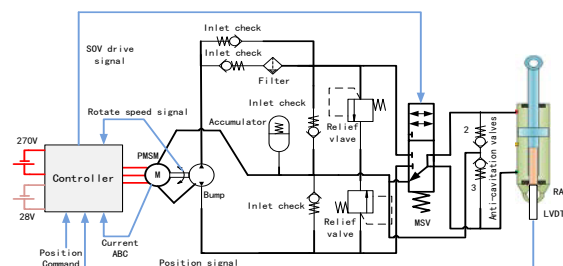 Inlet check
SOV drive
signal
Inlet check
Filter
Rotate speed signal
Inlet check
Accumulator
270V
PMSM
Relief
vlave
2
Controller
M
Bump
3
Anti-cavitation valves
28V
Inlet check
Relief
valve
MSV
RA
LVDT
Current
ABC
Position
Command
Position signal